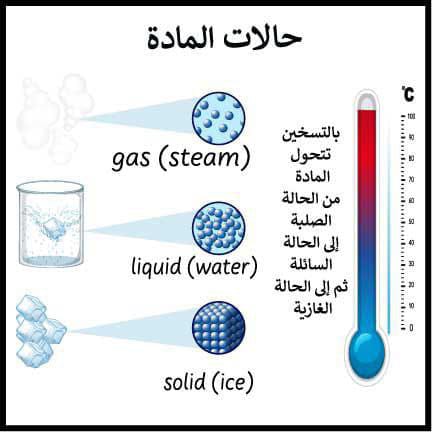 حالات المادة
gas (steam)
liquid (water)
solid (ice)
بالتسخين
تتحول
المادة
من الحالة
الصلبة
إلى الحالة
السائلة
ثم إلى الحالة
الغازية
°C
100
90
80
70
60
50
40
30
20
10
0